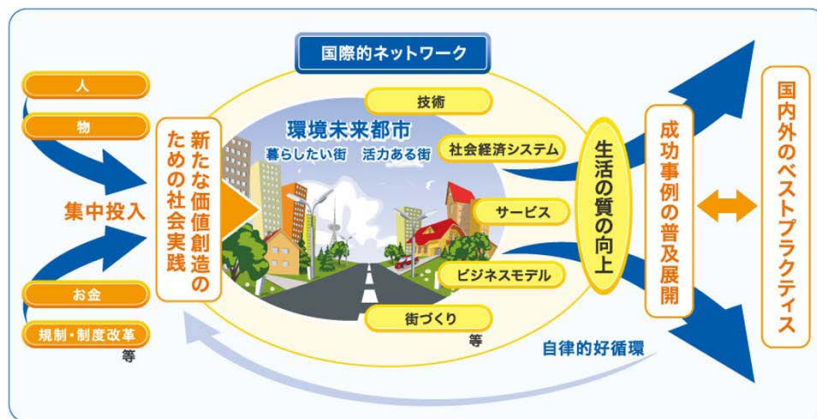 国際的ネットワーク
人
物
集中投入
お金
規制・制度改革
等
新たな価値創造の
ための社会実践
環境未来都市
暮らしたい街 活力ある街
技術
社会経済システム
サービス
ビジネスモデル
街づくり
等
生活の質の向上
成功事例の普及展開
国内外のベストプラクティス
自律的好循環